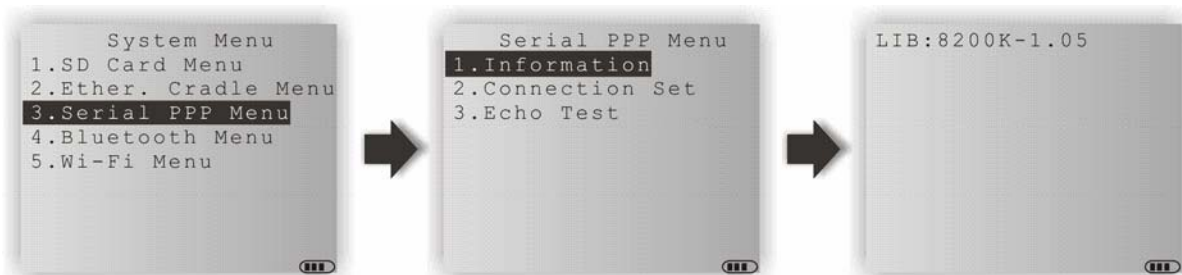 System Menu
1.SD Card Menu
2.Ether. Cradle Menu
3.Serial PPP Menu
4.Bluetooth Menu
5.Wi-Fi Menu
Serial PPP Menu
1.Information
2.Connection Set
3.Echo Test
LIB:8200K-1.05